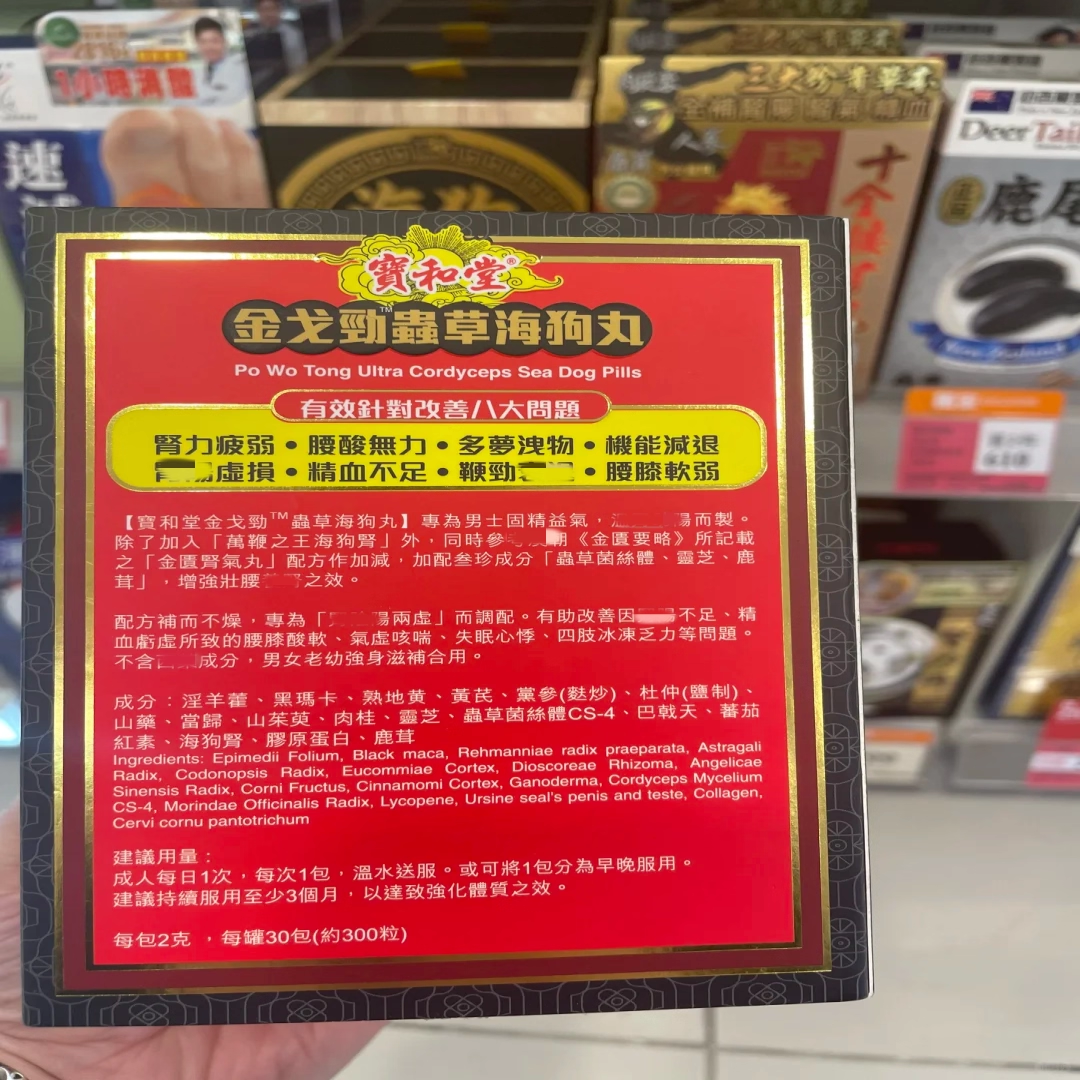 1小時消酸
速
三大珍貴草本
DeerTail
鹿尾
寶和堂®
金戈勁™蟲草海狗丸
Po Wo Tong Ultra Cordyceps Sea Dog Pills
有效針對改善八大問題
腎力疲弱•腰酸無力•多夢洩物•機能減退
虛損•精血不足•鞭勁•腰膝軟弱
【寶和堂金戈勁™蟲草海狗丸】專為男士固精益氣，而製。
除了加入「萬鞭之王海狗腎」外，同時參《金匱要略》所記載
之「金匱腎氣丸」配方作加減，加配叁珍成分「蟲草菌絲體、靈芝、鹿
茸」，增強壯腰之效。
配方補而不燥，專為「兩虛」而調配。有助改善因不足、精
血虧虛所致的腰膝酸軟、氣虛咳喘、失眠心悸、四肢冰凍乏力等問題。
不含成分，男女老幼強身滋補合用。
成分：淫羊藿、黑瑪卡、熟地黄、黃芪、黨參(麩炒)、杜仲(鹽制)、
山藥、當歸、山茱萸、肉桂、靈芝、蟲草菌絲體CS-4、巴戟天、蕃茄
紅素、海狗腎、膠原蛋白、鹿茸
Ingredients: Epimedii Folium, Black maca, Rehmanniae radix praeparata, Astragali
Radix, Codonopsis Radix, Eucommiae Cortex, Dioscoreae Rhizoma, Angelicae
Sinensis Radix, Corni Fructus, Cinnamomi Cortex, Ganoderma, Cordyceps Mycelium
CS-4, Morindae Officinalis Radix, Lycopene, Ursine seal's penis and teste, Collagen,
Cervi cornu pantotrichum
建議用量：
成人每日1次，每次1包，溫水送服。或可將1包分為早晚服用。
建議持續服用至少3個月，以達致強化體質之效。
每包2克 ，每罐30包(約300粒)